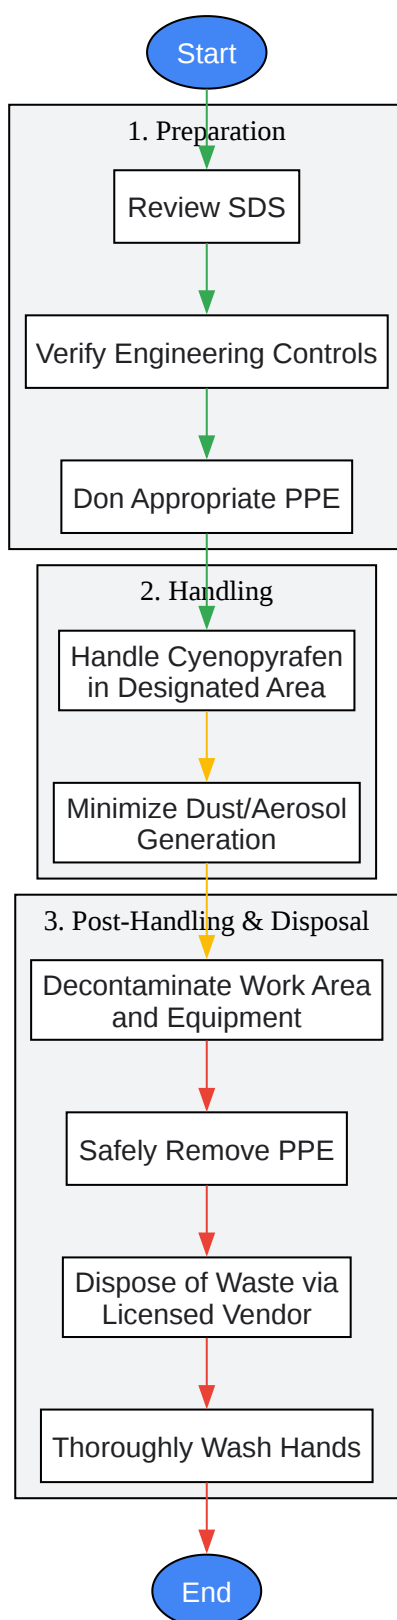 Start
1. Preparation
Review SDS
Verify Engineering Controls
Don Appropriate PPE
2. Handling
Handle Cyenopyrafen
in Designated Area
Minimize Dust/Aerosol
Generation
3. Post-Handling & Disposal
Decontaminate Work Area
and Equipment
Safely Remove PPE
Dispose of Waste via
Licensed Vendor
Thoroughly Wash Hands
End